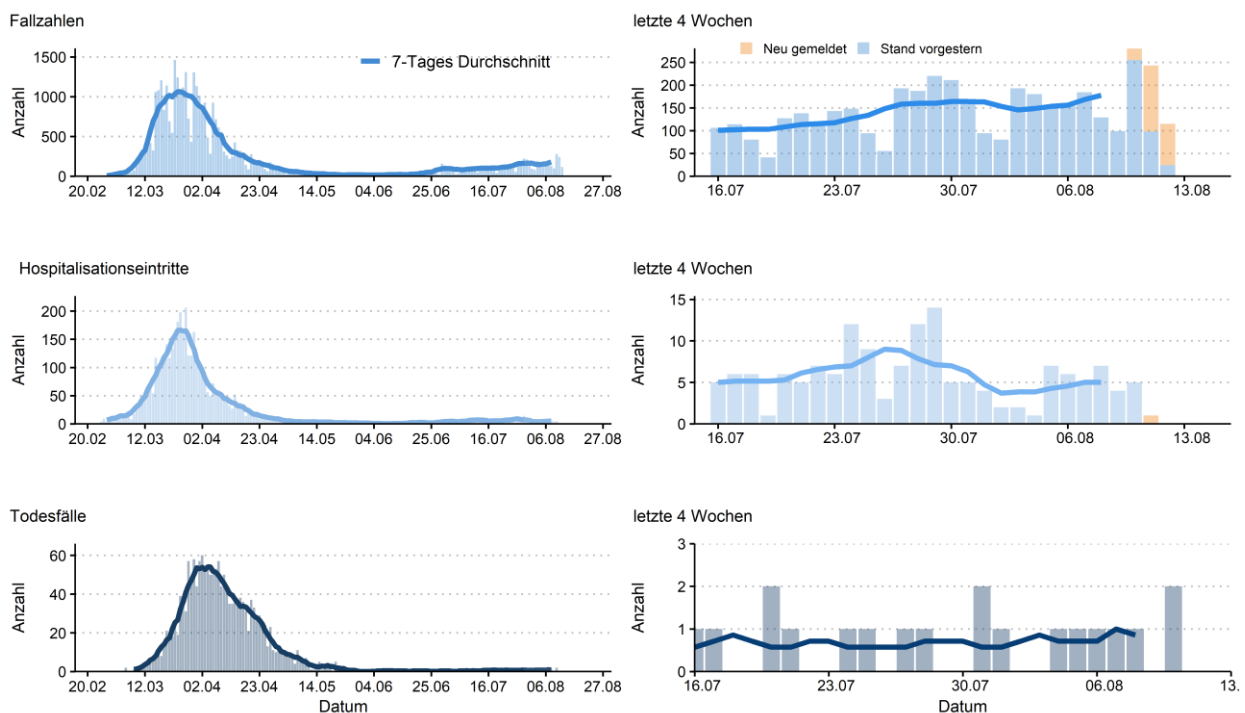 Fallzahlen
letzte 4 Wochen
7-Tages Durchschnitt
Neu gemeldet Stand vorgestern
Anzahl
1500
1000
500
0
20.02 12.03 02.04 23.04 14.05 04.06 25.06 16.07 06.08 27.08
Anzahl
250
200
150
100
50
0
16.07 23.07 30.07 06.08 13.08
Hospitalisationseintritte
letzte 4 Wochen
Anzahl
200
150
100
50
0
20.02 12.03 02.04 23.04 14.05 04.06 25.06 16.07 06.08 27.08
Anzahl
15
10
5
0
16.07 23.07 30.07 06.08 13.08
Todesfälle
letzte 4 Wochen
Anzahl
60
40
20
0
20.02 12.03 02.04 23.04 14.05 04.06 25.06 16.07 06.08 27.08
Datum
Anzahl
3
2
1
0
16.07 23.07 30.07 06.08 13.
Datum